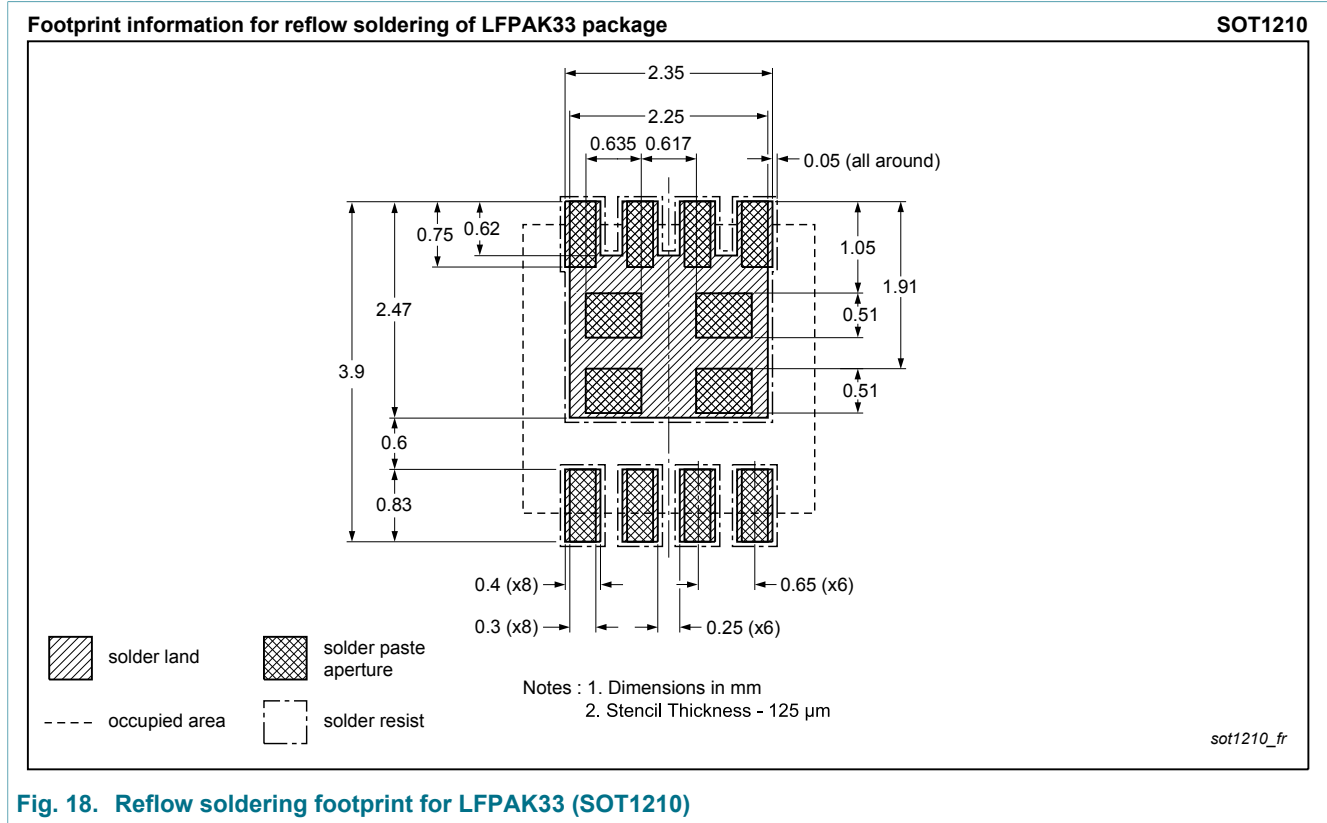 Footprint information for reflow soldering of LFPAK33 package
SOT1210
2.35
2.25
0.635
0.617
0.05 (all around)
0.75
0.62
1.05
1.91
2.47
0.51
3.9
0.51
0.6
0.83
0.4 (x8)
0.65 (x6)
0.3 (x8)
0.25 (x6)
solder land
solder paste
aperture
occupied area
solder resist
Notes : 1. Dimensions in mm
2. Stencil Thickness - 125 μm
sot1210_fr
Fig. 18. Reflow soldering footprint for LFPAK33 (SOT1210)